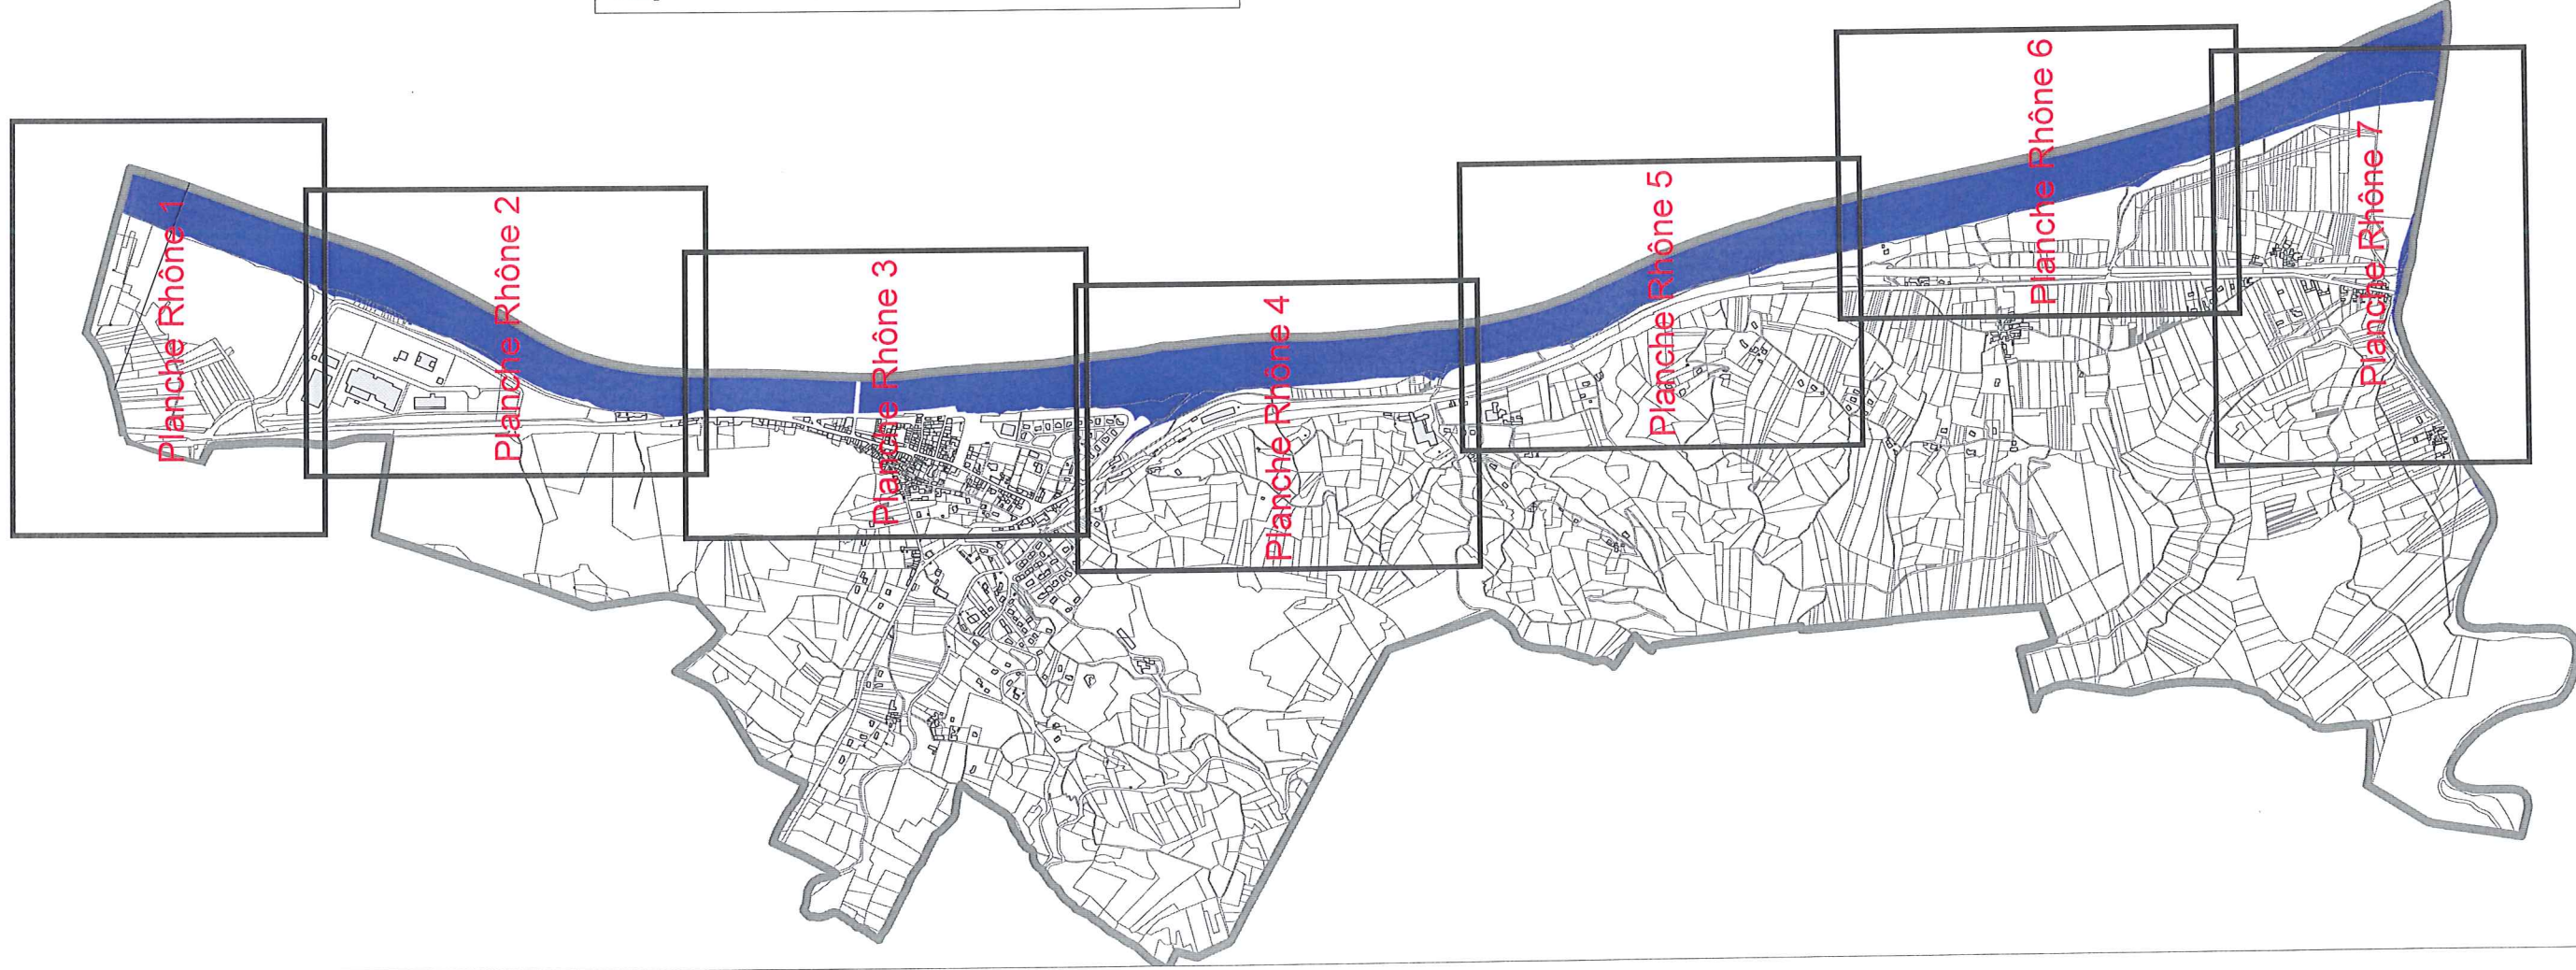 Planche Rhône 1
Planche Rhône 2
Planche Rhône 3
Planche Rhône 4
Planche Rhône 5
Planche Rhône 6
Planche Rhône 7